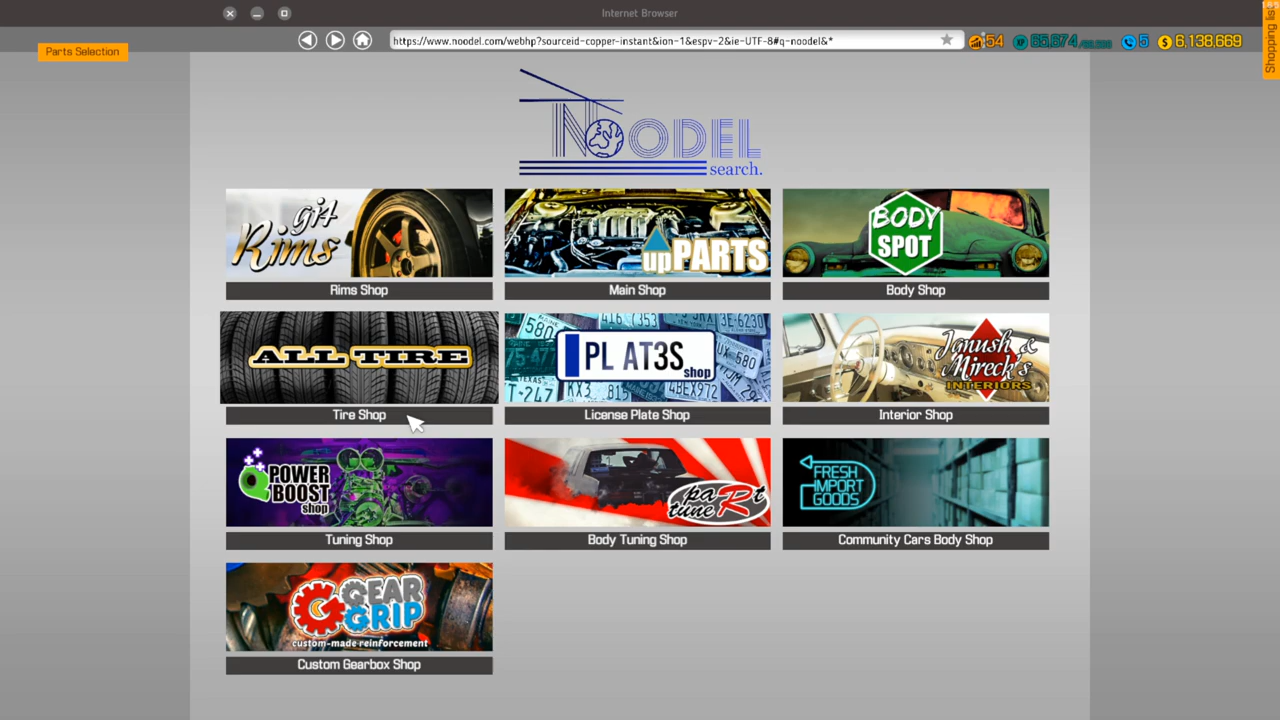 Internet Browser
Shopping list
Parts Selection
https://www.noodel.com/webhp?sourceid-copper-instant&ion-1&espv-2&ie-UTF-8#q-noodel&*
54
5
6,138,669
NOODEL
search.
gj4
Rims
upPARTS
BODY
SPOT
Rims Shop
Main Shop
Body Shop
ALL TIRE
PL AT3S
shop
Janush &
Mireck's
INTERIORS
Tire Shop
License Plate Shop
Interior Shop
POWER
BOOST
shop
paRt
tune
FRESH
IMPORT
GOODS
Tuning Shop
Body Tuning Shop
Community Cars Body Shop
GEAR
GRIP
custom-made reinforcement
Custom Gearbox Shop